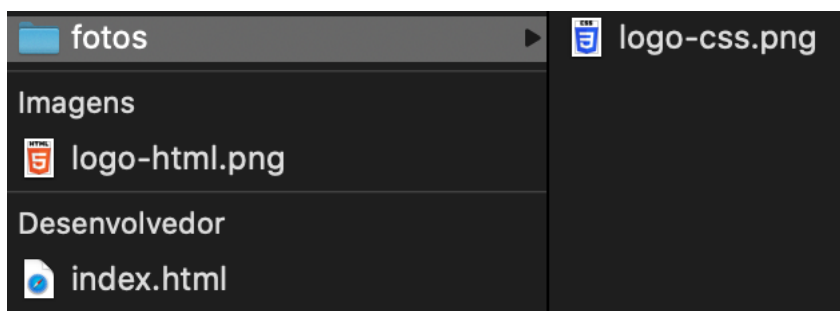 fotos
Imagens
logo-html.png
Desenvolvedor
index.html
logo-css.png